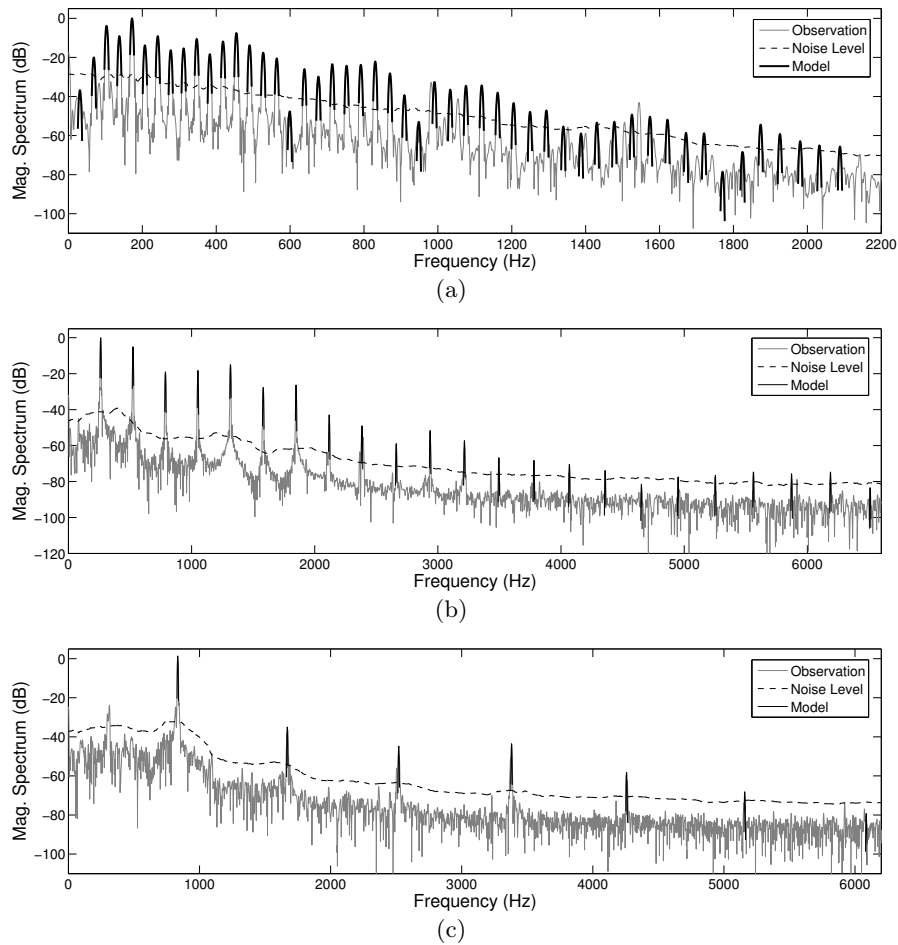 Mag. Spectrum (dB)
0
−20
−40
−60
−80
−100
Observation
Noise Level
Model
0 200 400 600 800 1000 1200 1400 1600 1800 2000 2200
Frequency (Hz)
(a)
Mag. Spectrum (dB)
0
−20
−40
−60
−80
−100
−120
Observation
Noise Level
Model
0 1000 2000 3000 4000 5000 6000
Frequency (Hz)
(b)
Mag. Spectrum (dB)
0
−20
−40
−60
−80
−100
Observation
Noise Level
Model
0 1000 2000 3000 4000 5000 6000
Frequency (Hz)
(c)